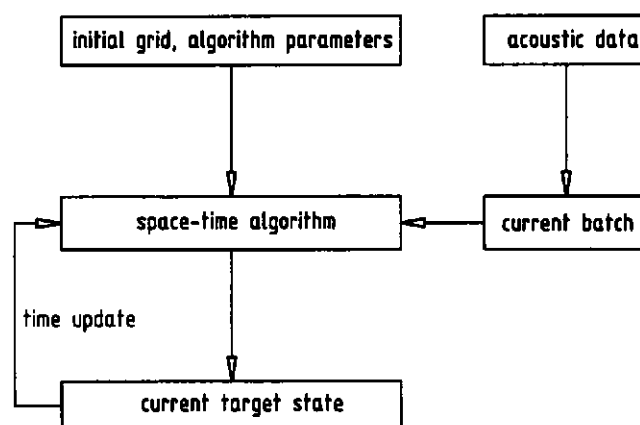 initial grid, algorithm parameters
acoustic data
space-time algorithm
current batch
time update
current target state